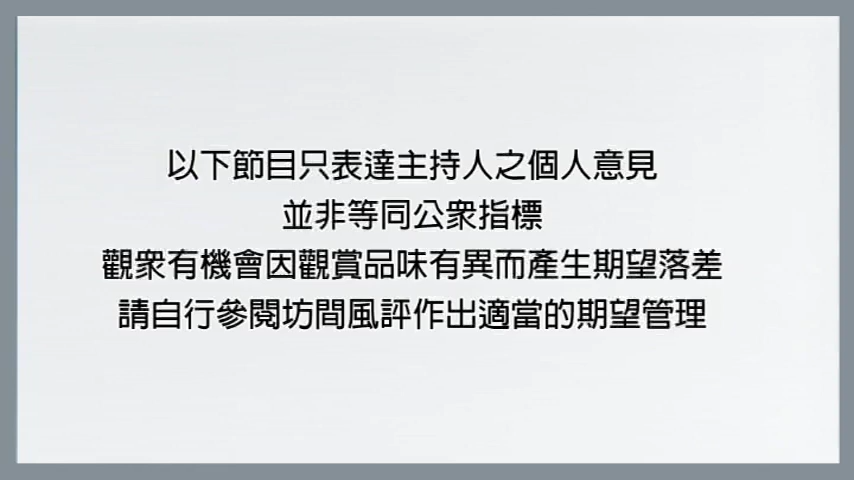 以下節目只表達主持人之個人意見
並非等同公眾指標
觀眾有機會因觀賞品味有異而產生期望落差
請自行參閱坊間風評作出適當的期望管理